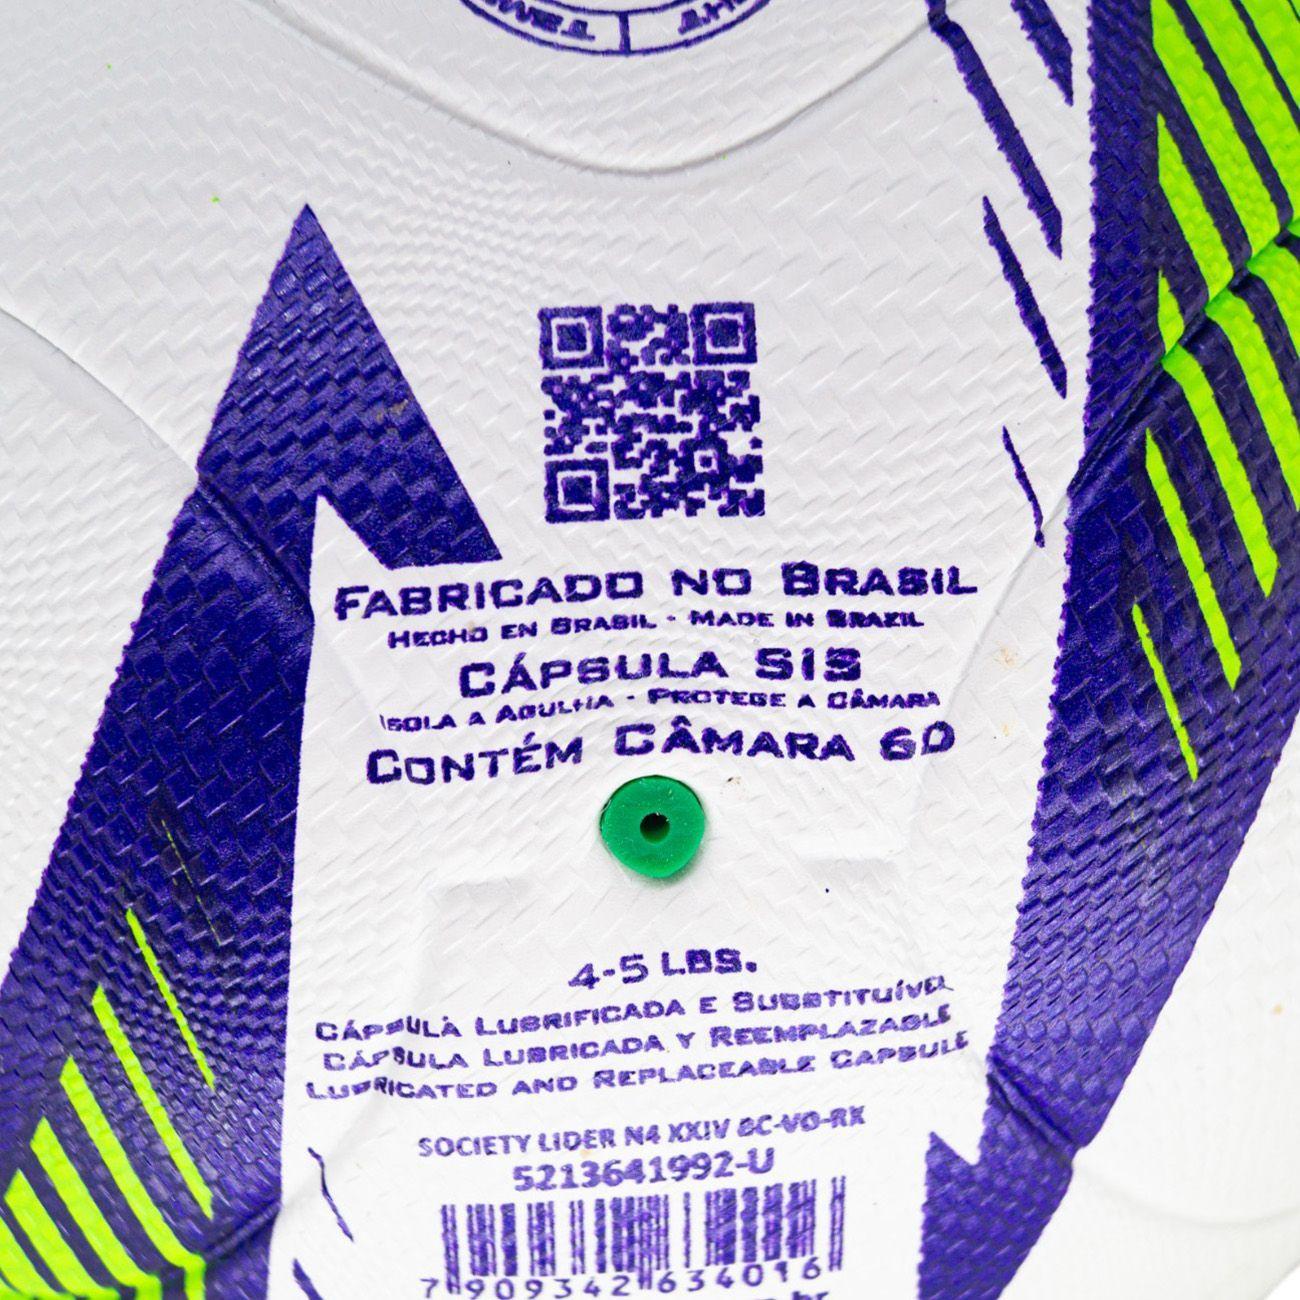 FABRICADO NO BRASIL
HECHO EN BRASIL - MADE IN BRAZIL
CÁPSULA SIS
ISOLA A AGULHA - PROTEGE A CÂMARA
CONTÉM CÂMARA 6D
4-5 LBS.
CÁPSULA LUBRIFICADA E SUBSTITUÍVEL
CÁPSULA LUBRICADA Y REEMPLAZABLE
LUBRICATED AND REPLACEABLE CAPSULE
SOCIETY LIDER N4 XXIV BC-VO-RX
5213641992-U
7 909342 634016